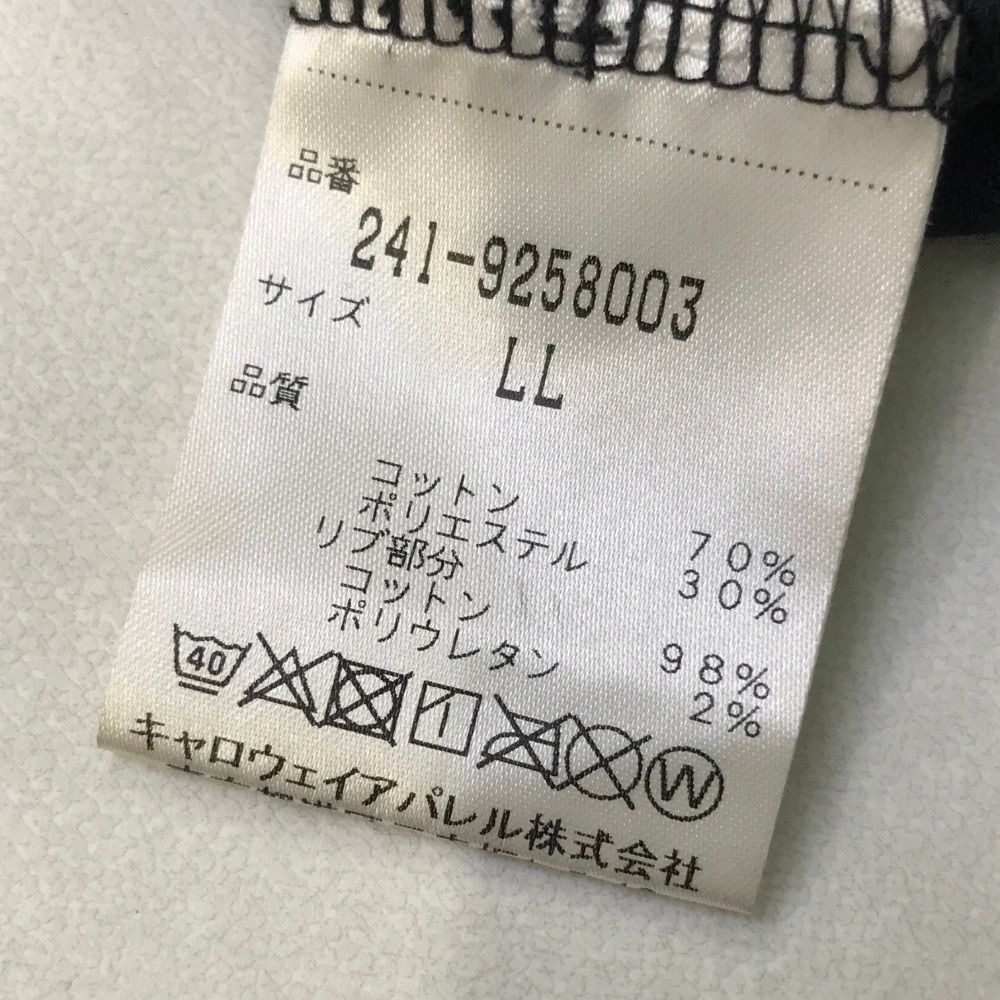 品番
241-9258003
サイズ
LL
品質
コットン 70%
ポリエステル 30%
リブ部分
コットン 98%
ポリウレタン 2%
40 1 W
キャロウェイアパレル株式会社